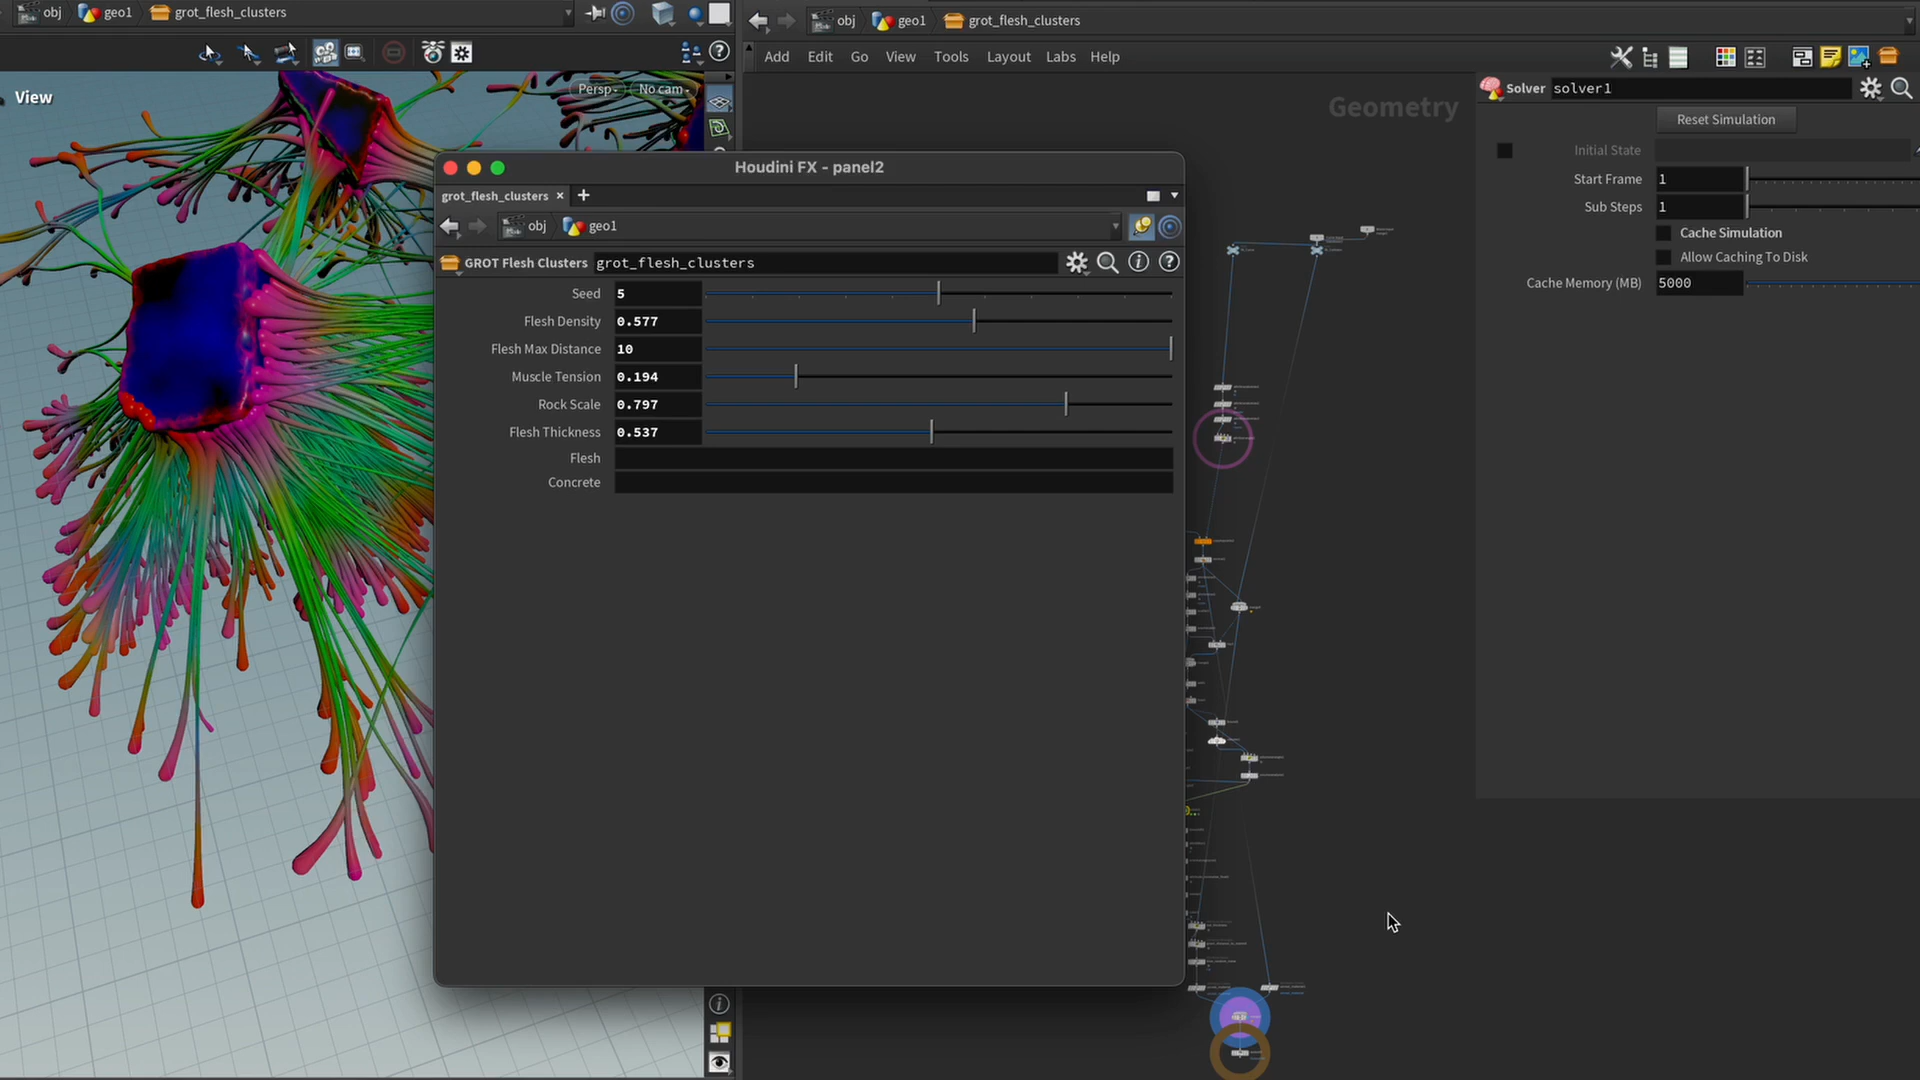 obj geo1 grot_flesh_clusters
obj geo1 grot_flesh_clusters
Add Edit Go View Tools Layout Labs Help
View
Persp No cam
Geometry
Solver solver1
Reset Simulation
Initial State
Start Frame 1
Sub Steps 1
Cache Simulation
Allow Caching To Disk
Cache Memory (MB) 5000
Houdini FX - panel2
grot_flesh_clusters × +
obj geo1
GROT Flesh Clusters grot_flesh_clusters
Seed 5
Flesh Density 0.577
Flesh Max Distance 10
Muscle Tension 0.194
Rock Scale 0.797
Flesh Thickness 0.537
Flesh
Concrete